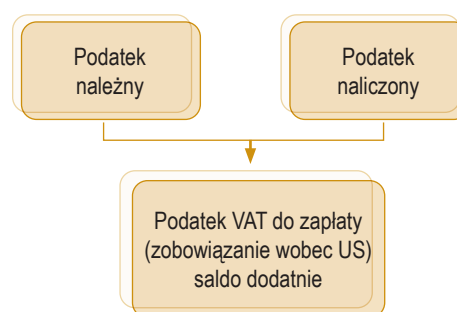 Podatek
należny
Podatek
naliczony
Podatek VAT do zapłaty
(zobowiązanie wobec US)
saldo dodatnie